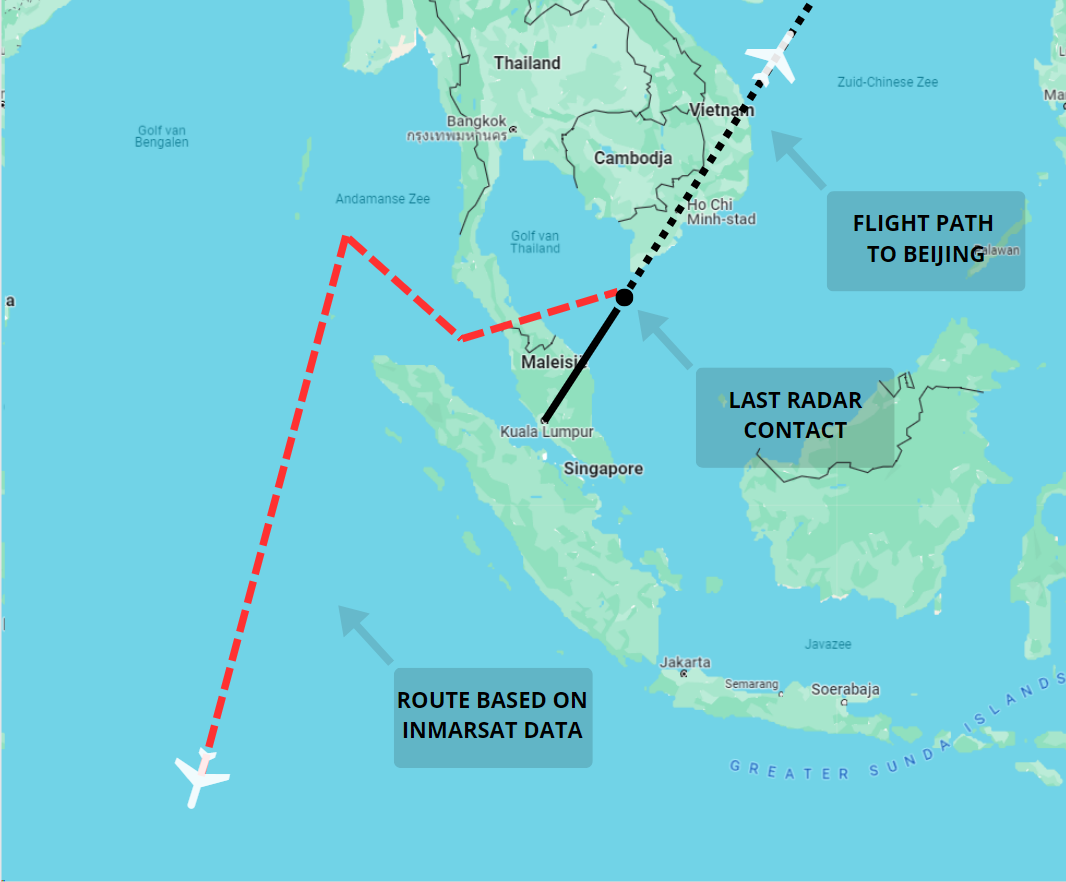 Thailand
Zuid-Chinese Zee
Vietnam
Golf van
Bengalen
Bangkok
กรุงเทพมหานคร
Cambodja
Andamanse Zee
Ho Chi
Minh-stad
FLIGHT PATH
TO BEIJING
Palawan
Golf van
Thailand
a
Maleisië
LAST RADAR
CONTACT
Kuala Lumpur
Singapore
Javazee
Jakarta
Semarang
Soerabaja
ROUTE BASED ON
INMARSAT DATA
GREATER SUNDA ISLANDS